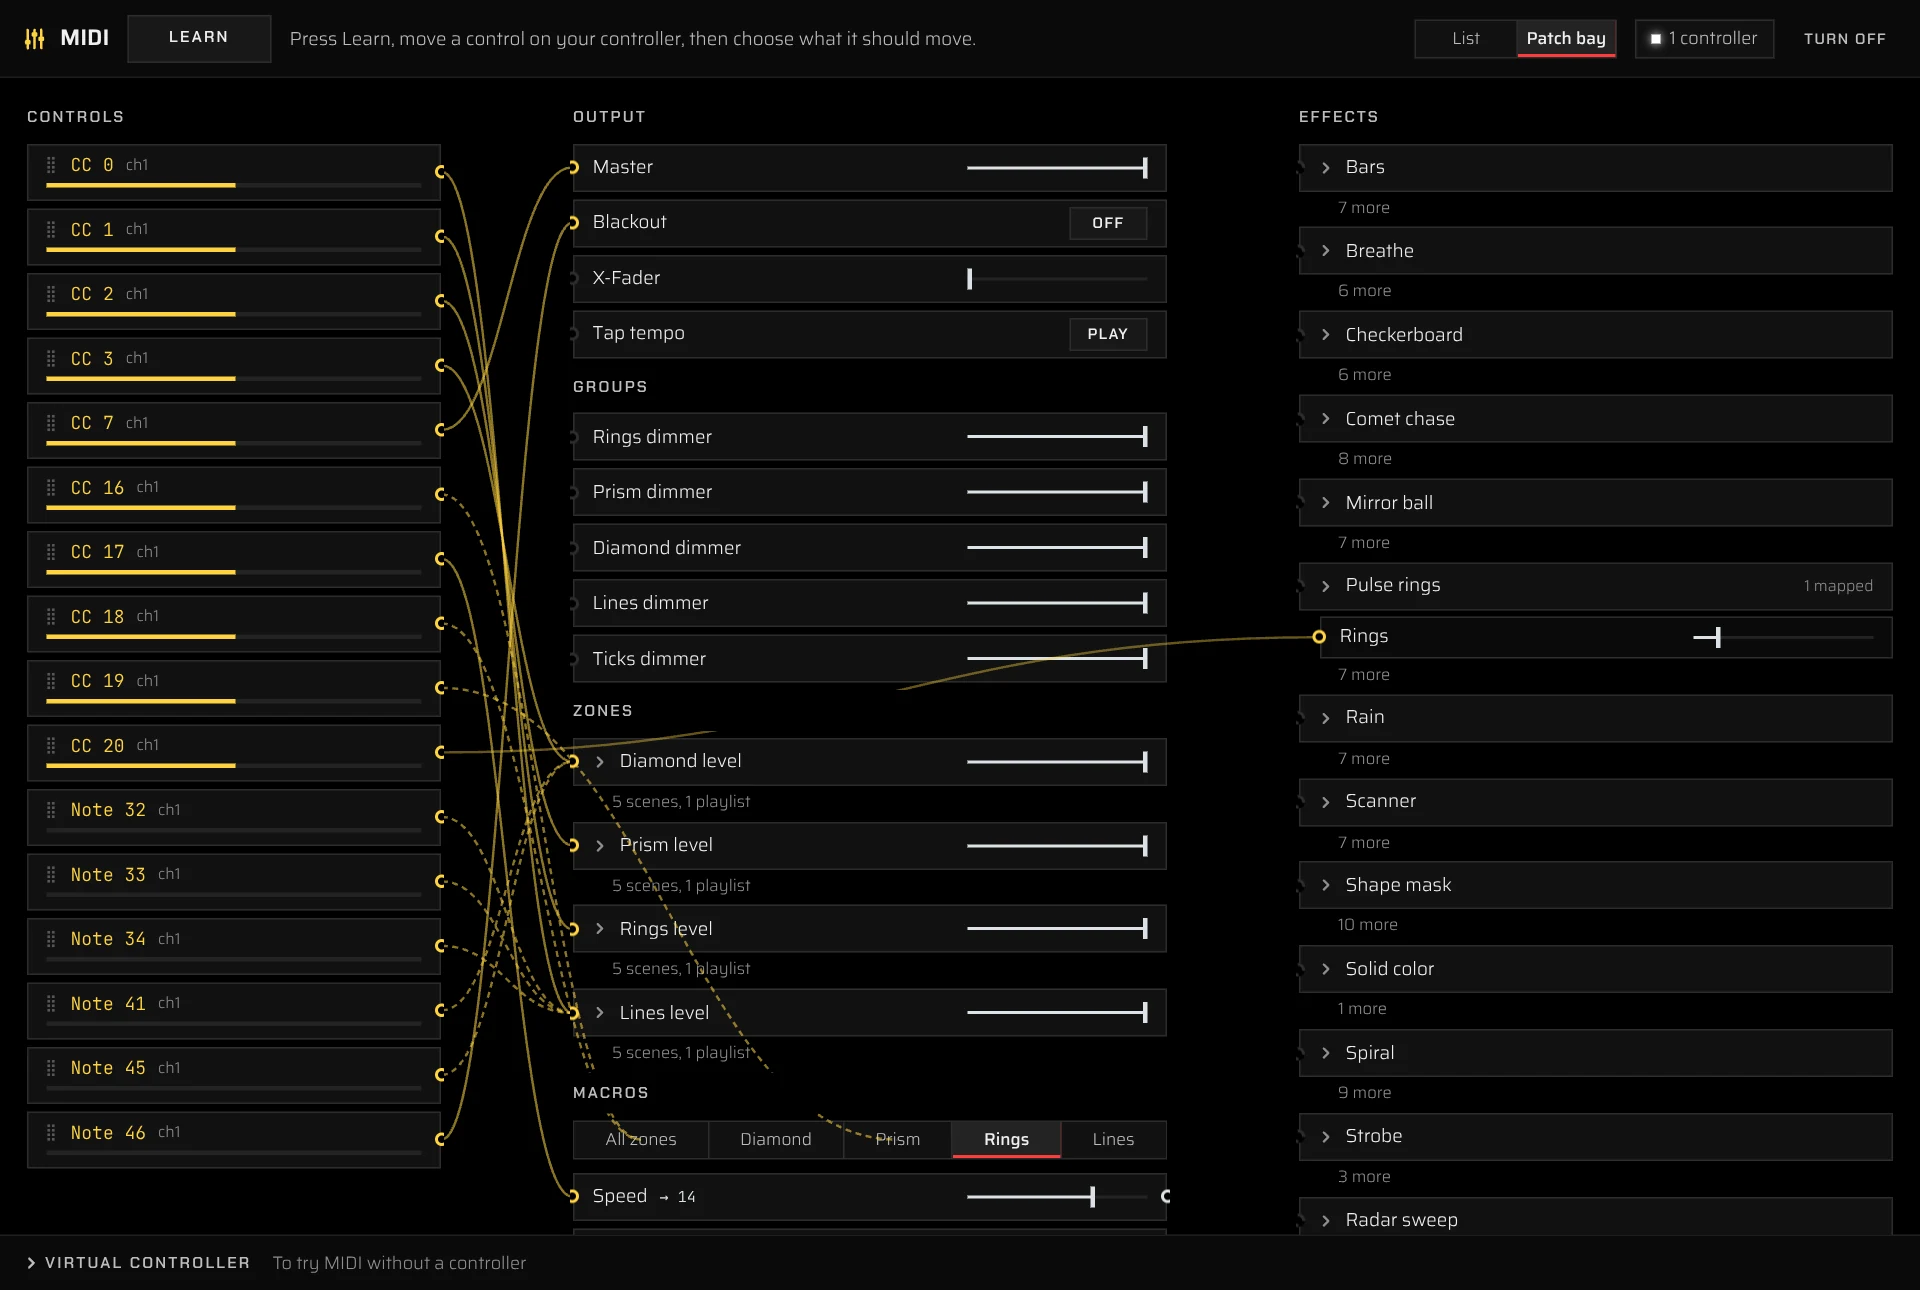 MIDI
LEARN
Press Learn, move a control on your controller, then choose what it should move.
List
Patch bay
1 controller
TURN OFF
CONTROLS
CC 0 ch1
CC 1 ch1
CC 2 ch1
CC 3 ch1
CC 7 ch1
CC 16 ch1
CC 17 ch1
CC 18 ch1
CC 19 ch1
CC 20 ch1
Note 32 ch1
Note 33 ch1
Note 34 ch1
Note 41 ch1
Note 45 ch1
Note 46 ch1
OUTPUT
Master
Blackout
OFF
X-Fader
Tap tempo
PLAY
GROUPS
Rings dimmer
Prism dimmer
Diamond dimmer
Lines dimmer
Ticks dimmer
ZONES
Diamond level
5 scenes, 1 playlist
Prism level
5 scenes, 1 playlist
Rings level
5 scenes, 1 playlist
Lines level
5 scenes, 1 playlist
MACROS
All zones
Diamond
Prism
Rings
Lines
Speed → 14
EFFECTS
Bars
7 more
Breathe
6 more
Checkerboard
6 more
Comet chase
8 more
Mirror ball
7 more
Pulse rings
1 mapped
Rings
7 more
Rain
7 more
Scanner
7 more
Shape mask
10 more
Solid color
1 more
Spiral
9 more
Strobe
3 more
Radar sweep
VIRTUAL CONTROLLER
To try MIDI without a controller